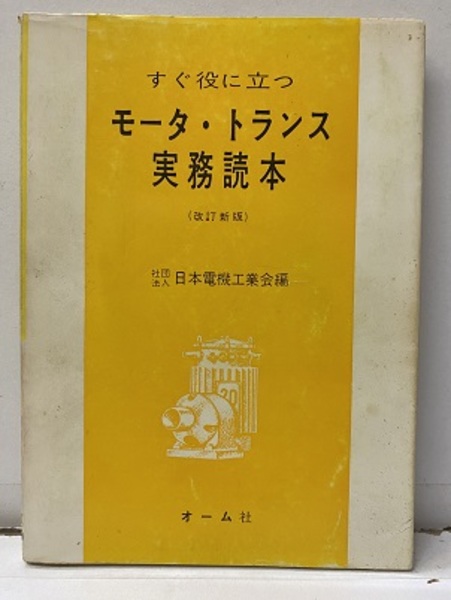 すぐ役に立つ
モータ・トランス
実務読本
(改訂新版)
社団法人 日本電機工業会編
20
オーム社